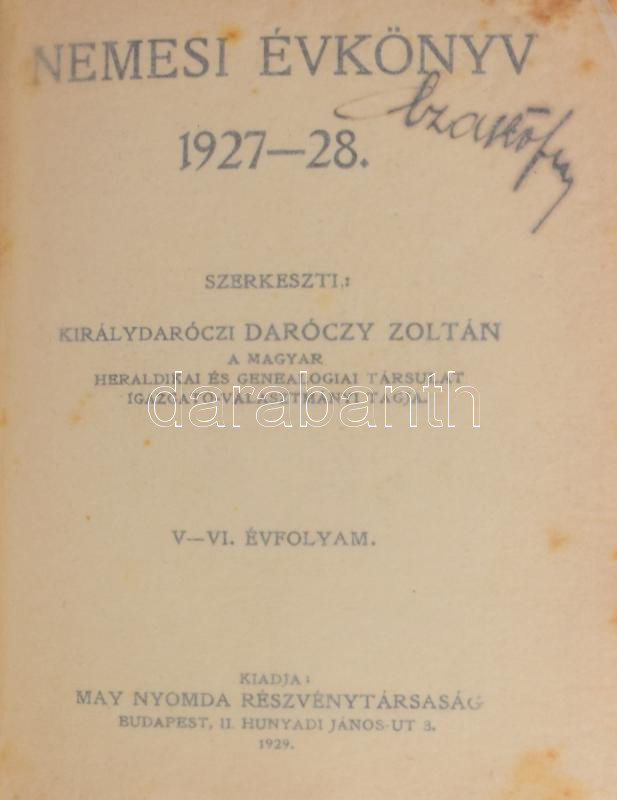 NEMESI ÉVKÖNYV
1927—28.
SZERKESZTI:
KIRÁLYDARÓCZI DARÓCZY ZOLTÁN
A MAGYAR
HERALDIKAI ÉS GENEALOGIAI TÁRSULAT
IGAZGATÓ-VÁLASZTMÁNYI TAGJA.
darabanth
V—VI. ÉVFOLYAM.
KIADJA:
MAY NYOMDA RÉSZVÉNYTÁRSASÁG
BUDAPEST, II. HUNYADI JÁNOS-UT 3.
1929.